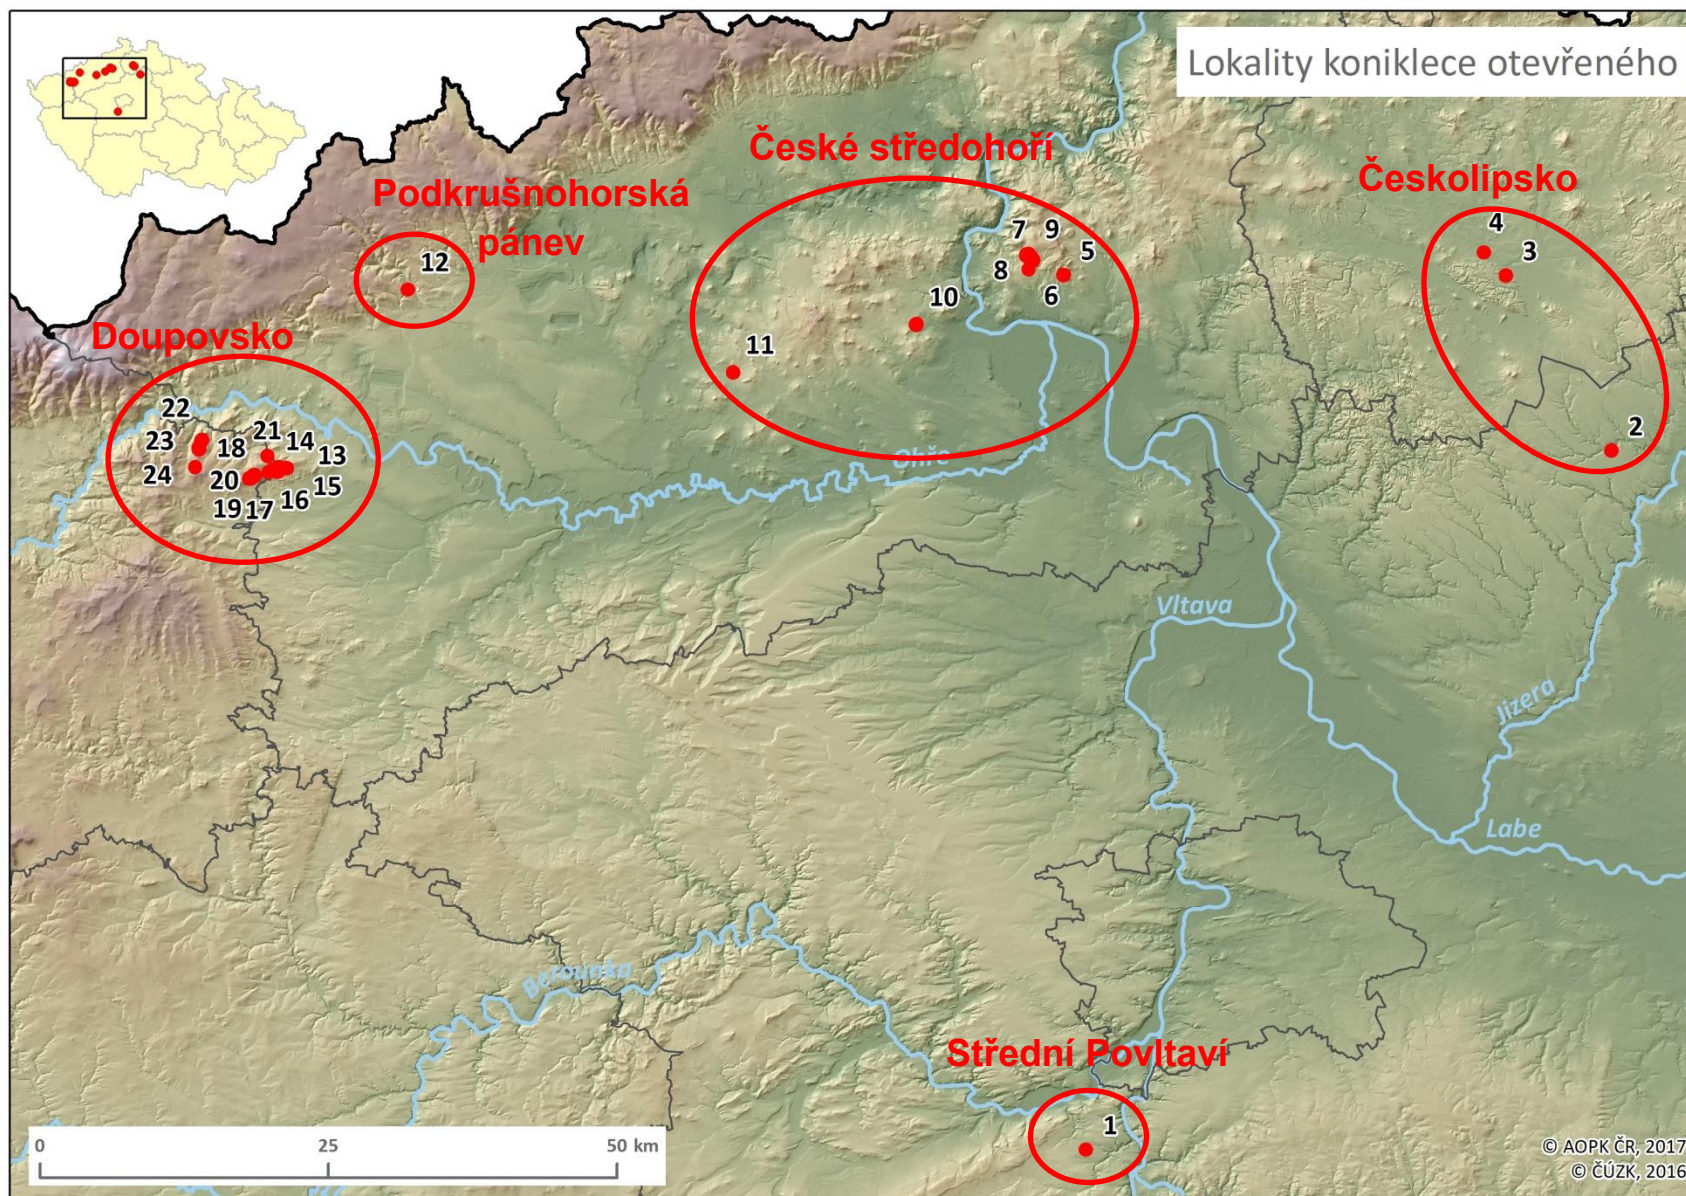 Lokality koniklece otevřeného
České středohoří
Českolipsko
Podkrušnohorská
pánev
Doupovsko
4
3
7
9
5
12
8
6
10
11
2
22
21
14
23
18
13
24
20
15
16
19
17
Ohře
Vltava
Jizera
Labe
Berounka
Střední Povltaví
1
0
25
50 km
© AOPK ČR, 2017
© ČÚZK, 2016